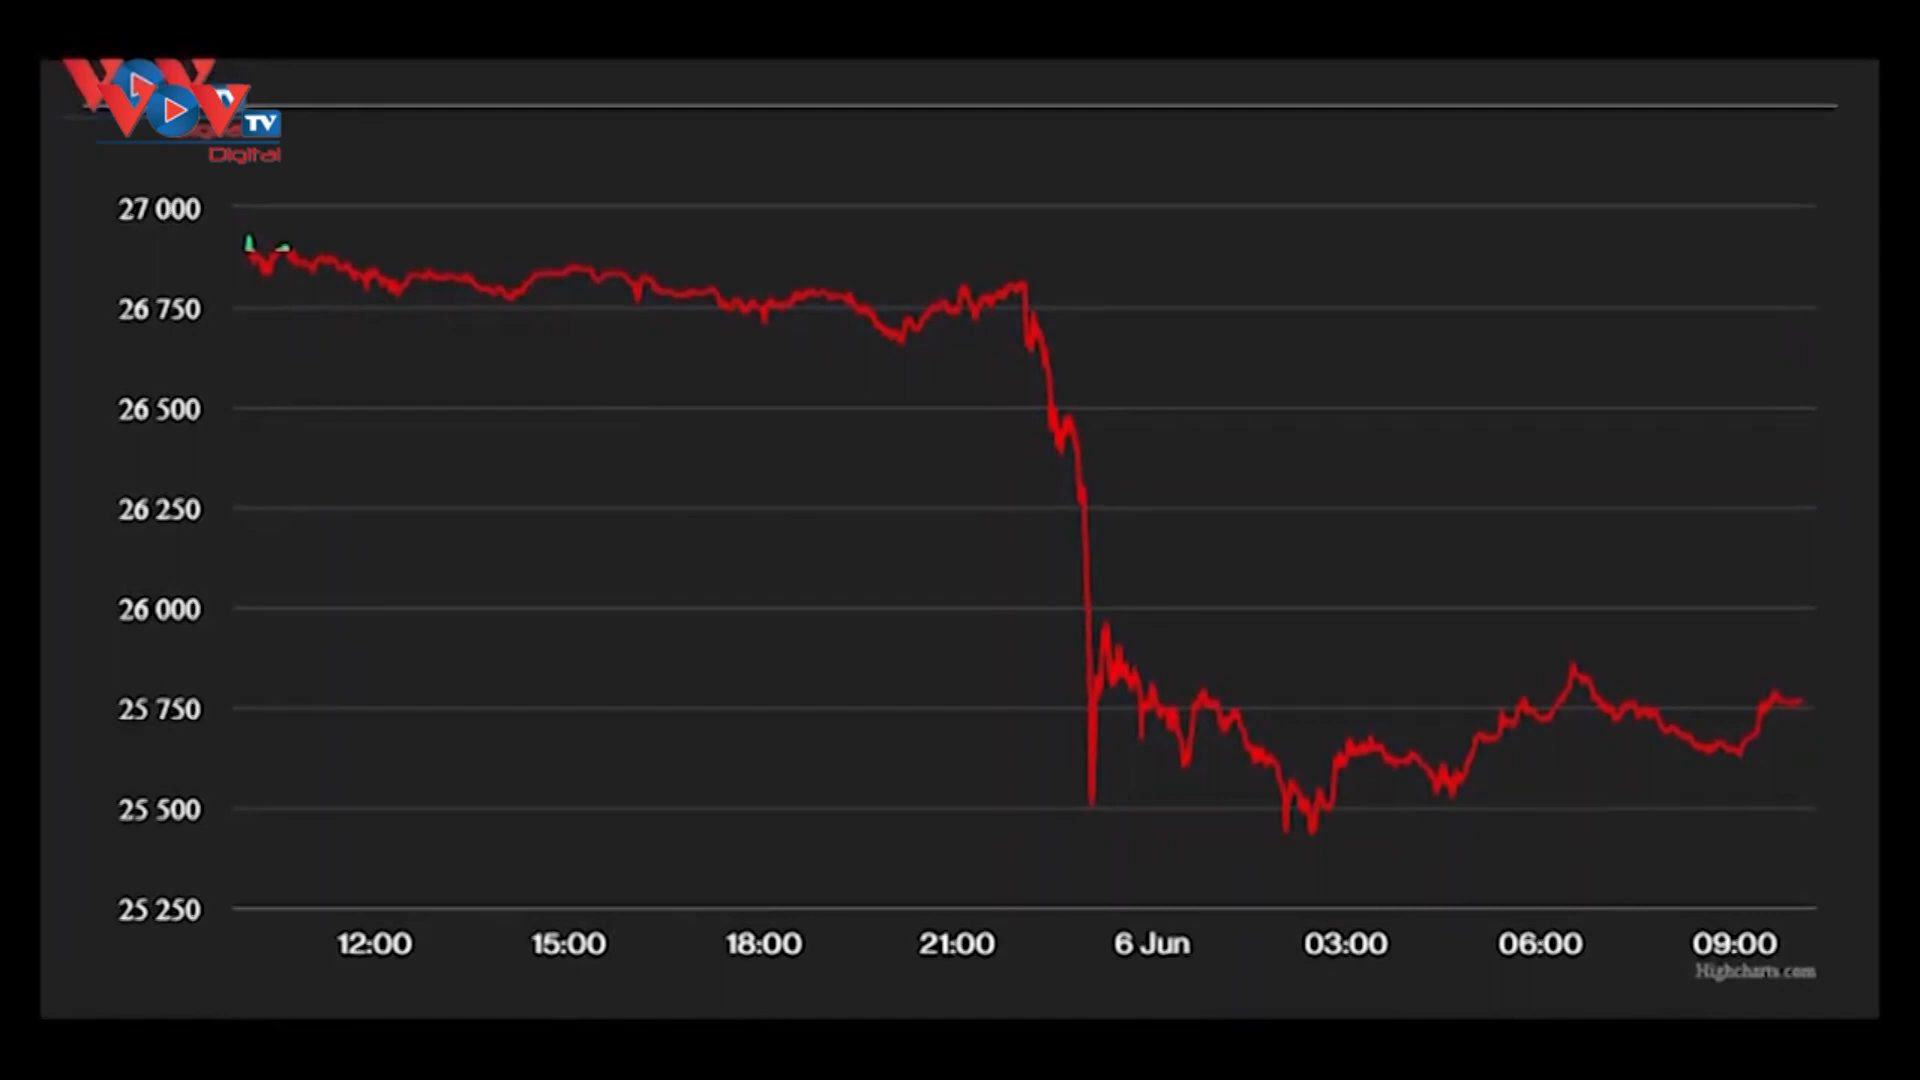 VOV TV
Digital
27 000
26 750
26 500
26 250
26 000
25 750
25 500
25 250
12:00 15:00 18:00 21:00 6 Jun 03:00 06:00 09:00
Highcharts.com